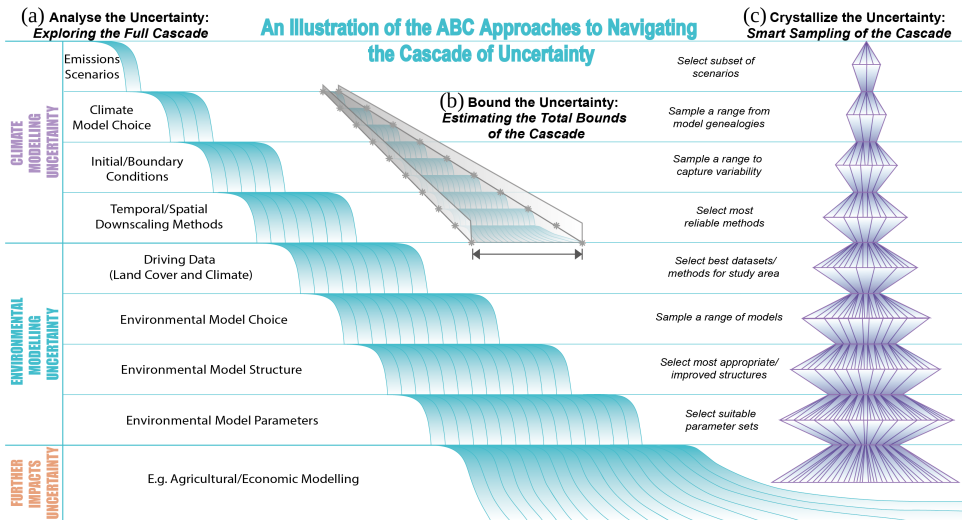 (a) Analyse the Uncertainty:
Exploring the Full Cascade
An Illustration of the ABC Approaches to Navigating
the Cascade of Uncertainty
(c) Crystallize the Uncertainty:
Smart Sampling of the Cascade
(b) Bound the Uncertainty:
Estimating the Total Bounds
of the Cascade
CLIMATE
MODELLING
UNCERTAINTY
Emissions
Scenarios
Climate
Model Choice
Initial/Boundary
Conditions
Temporal/Spatial
Downscaling Methods
ENVIRONMENTAL
MODELLING
UNCERTAINTY
Driving Data
(Land Cover and Climate)
Environmental Model Choice
Environmental Model Structure
Environmental Model Parameters
FURTHER
IMPACTS
UNCERTAINTY
E.g. Agricultural/Economic Modelling
Select subset of
scenarios
Sample a range from
model genealogies
Sample a range to
capture variability
Select most
reliable methods
Select best datasets/
methods for study area
Sample a range of models
Select most appropriate/
improved structures
Select suitable
parameter sets